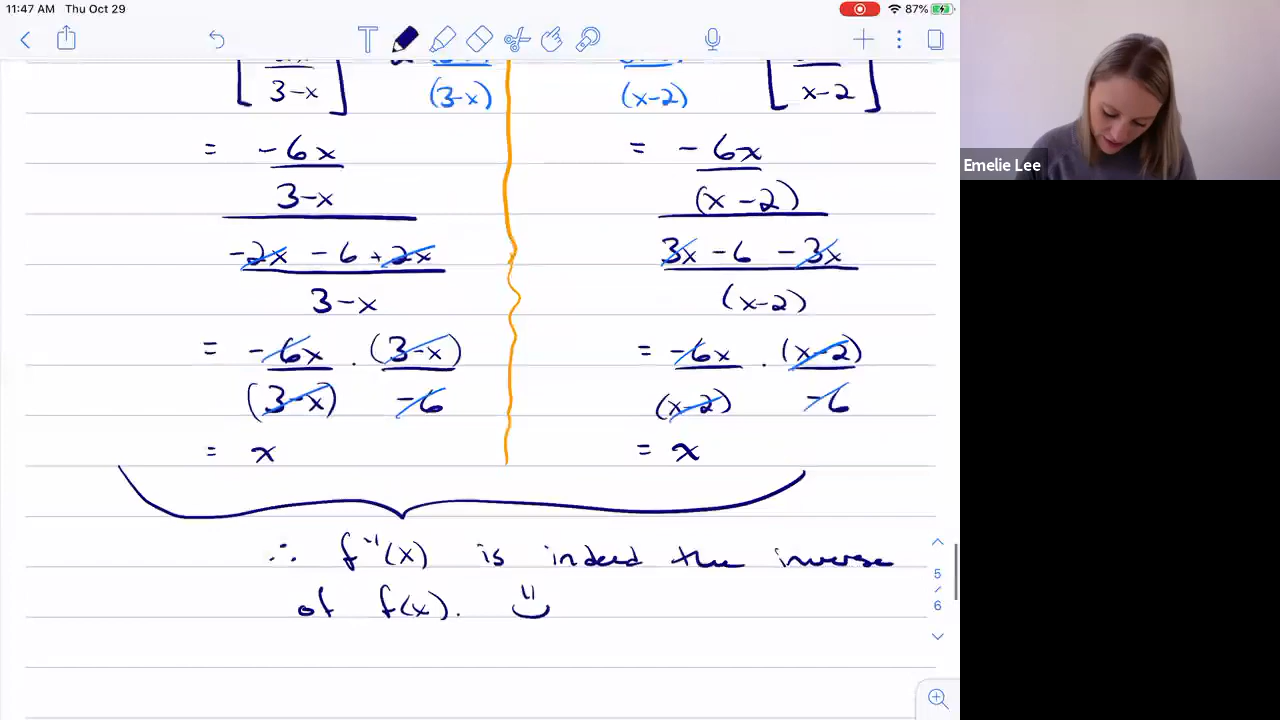 11:47 AM Thu Oct 29
87%
T
3-x
(3-x)
(x-2)
x-2
= -6x
3-x
-2x - 6 + 2x
3-x
= -6x . (3-x)
(3-x) -6
= x
= -6x
(x-2)
3x - 6 - 3x
(x-2)
= -6x . (x-2)
(x-2) -6
= x
∴ f⁻¹(x) is indeed the inverse
of f(x).
5
/
6
Emelie Lee